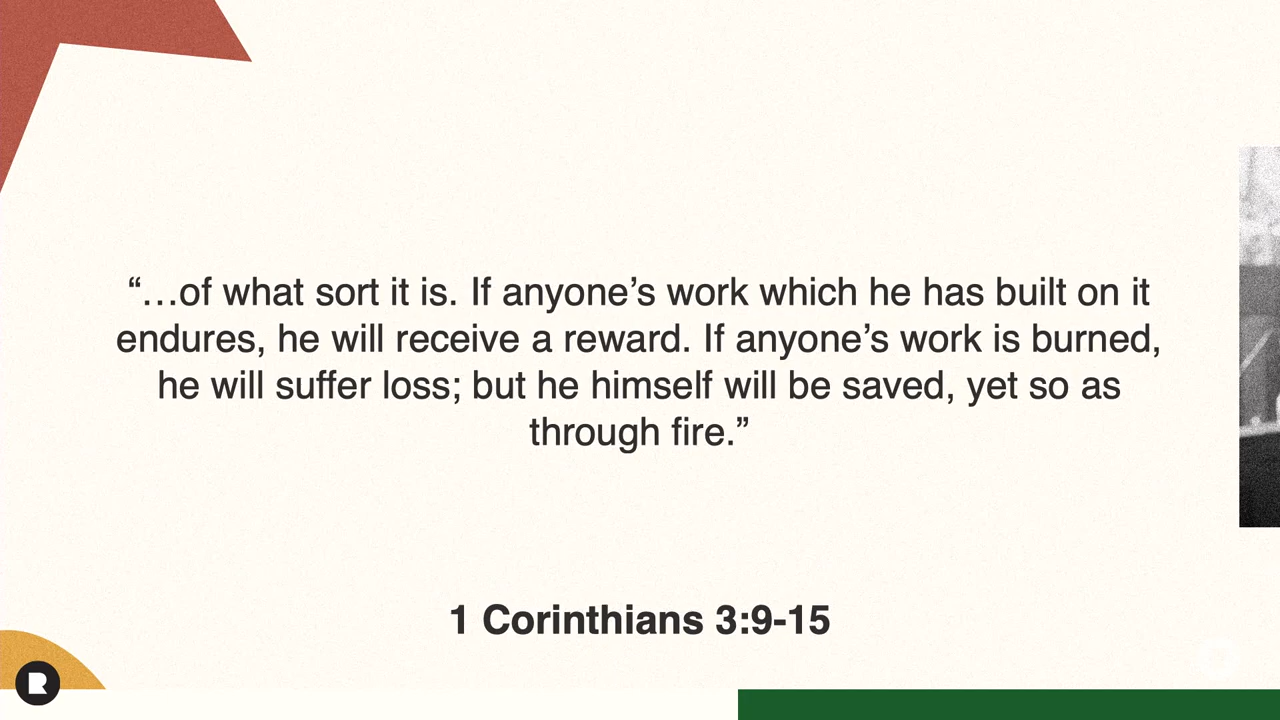 “…of what sort it is. If anyone’s work which he has built on it
endures, he will receive a reward. If anyone’s work is burned,
he will suffer loss; but he himself will be saved, yet so as
through fire.”
1 Corinthians 3:9-15
R